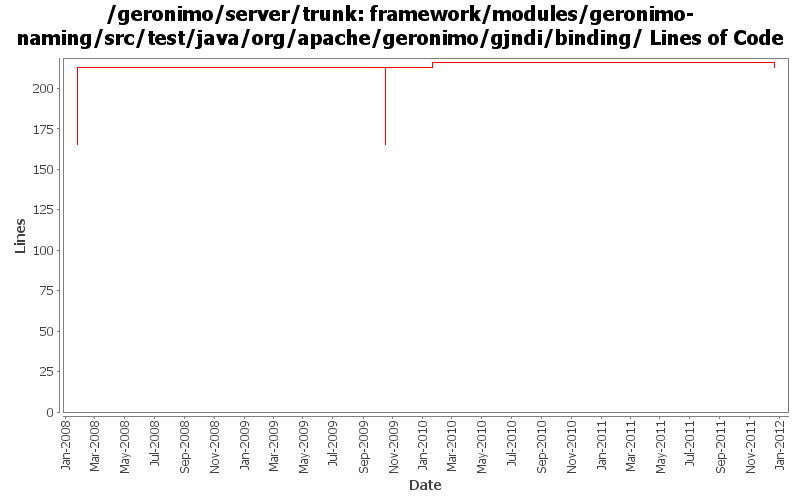 /geronimo/server/trunk: framework/modules/geronimo-
naming/src/test/java/org/apache/geronimo/gjndi/binding/ Lines of Code
Lines
200
175
150
125
100
75
50
25
0
Jan-2008
Mar-2008
May-2008
Jul-2008
Sep-2008
Nov-2008
Jan-2009
Mar-2009
May-2009
Jul-2009
Sep-2009
Nov-2009
Jan-2010
Mar-2010
May-2010
Jul-2010
Sep-2010
Nov-2010
Jan-2011
Mar-2011
May-2011
Jul-2011
Sep-2011
Nov-2011
Jan-2012
Date